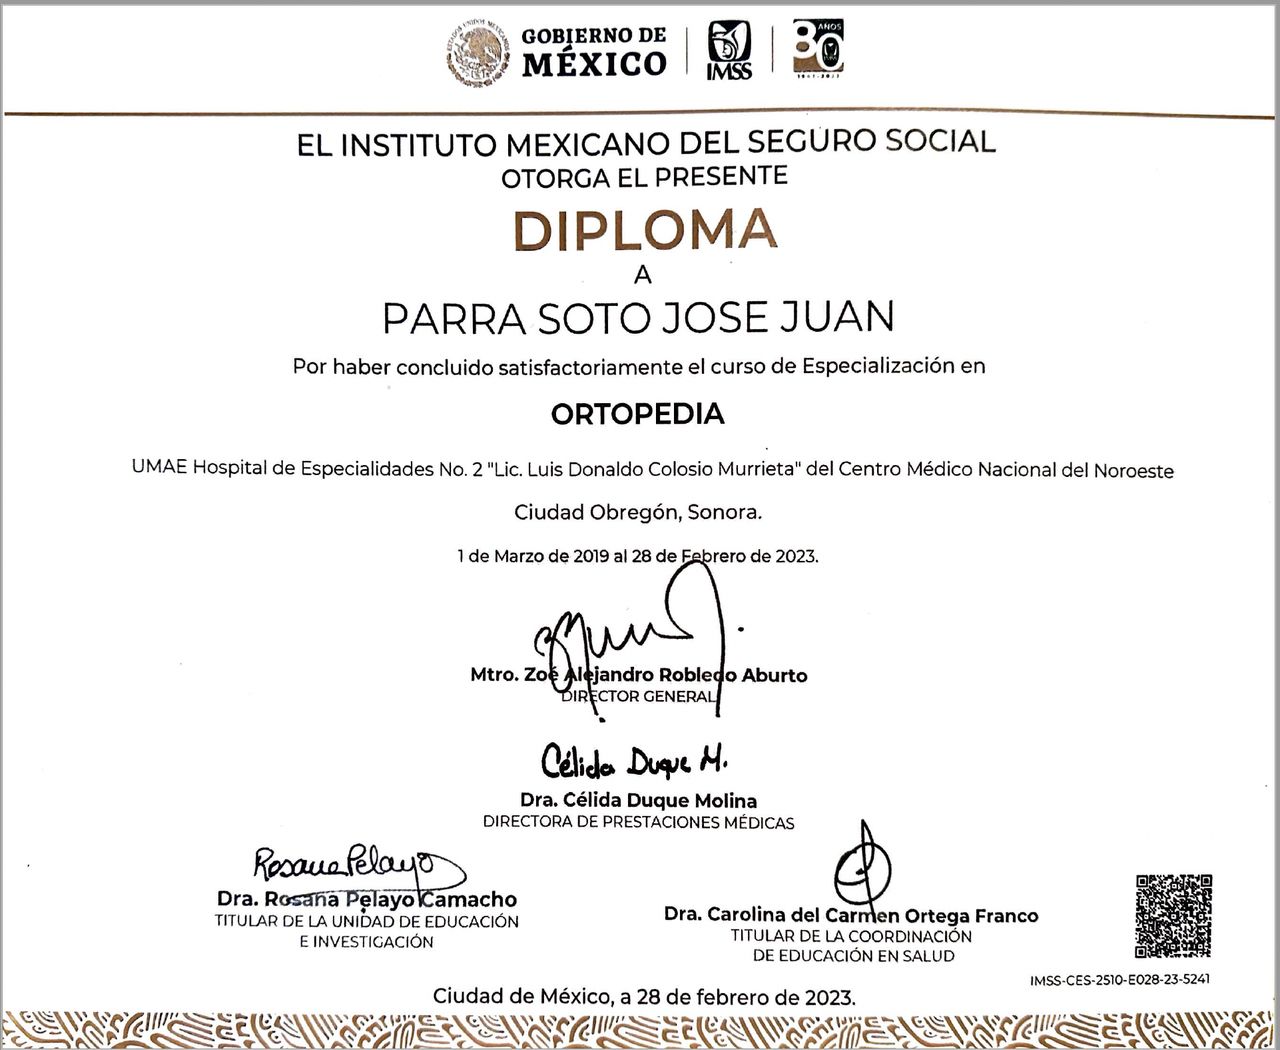 GOBIERNO DE
MÉXICO
IMSS
80 AÑOS
EL INSTITUTO MEXICANO DEL SEGURO SOCIAL
OTORGA EL PRESENTE
DIPLOMA
A
PARRA SOTO JOSE JUAN
Por haber concluido satisfactoriamente el curso de Especialización en
ORTOPEDIA
UMAE Hospital de Especialidades No. 2 "Lic. Luis Donaldo Colosio Murrieta" del Centro Médico Nacional del Noroeste
Ciudad Obregón, Sonora.
1 de Marzo de 2019 al 28 de Febrero de 2023.
Mtro. Zoé Alejandro Robledo Aburto
DIRECTOR GENERAL
Célida Duque M.
Dra. Célida Duque Molina
DIRECTORA DE PRESTACIONES MÉDICAS
Rosana Pelayo
Dra. Rosana Pelayo Camacho
TITULAR DE LA UNIDAD DE EDUCACIÓN
E INVESTIGACIÓN
Dra. Carolina del Carmen Ortega Franco
TITULAR DE LA COORDINACIÓN
DE EDUCACIÓN EN SALUD
IMSS-CES-2510-E028-23-5241
Ciudad de México, a 28 de febrero de 2023.